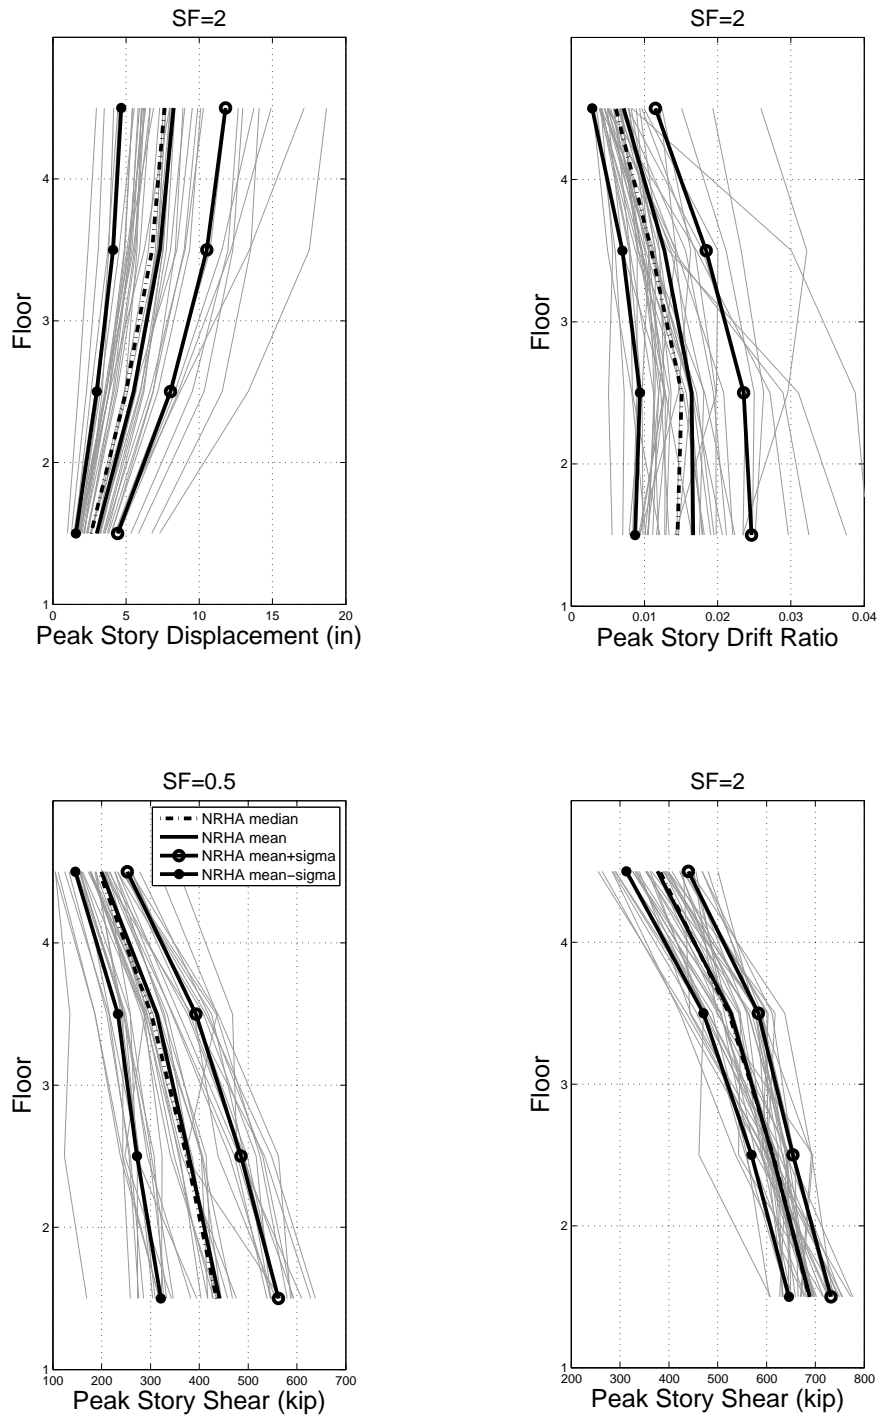 SF=2
4
3
2
1
Floor
0 5 10 15 20
Peak Story Displacement (in)
SF=2
4
3
2
1
Floor
0 0.01 0.02 0.03 0.04
Peak Story Drift Ratio
SF=0.5
NRHA median
NRHA mean
NRHA mean+sigma
NRHA mean−sigma
4
3
2
1
Floor
100 200 300 400 500 600 700
Peak Story Shear (kip)
SF=2
4
3
2
1
Floor
200 300 400 500 600 700 800
Peak Story Shear (kip)